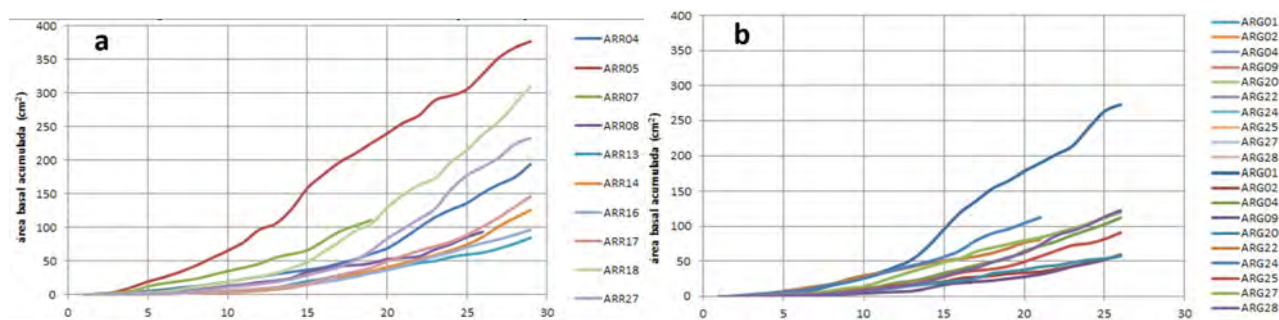 a
área basal acumulada (cm²)
400
350
300
250
200
150
100
50
0
0 5 10 15 20 25 30
ARR04
ARR05
ARR07
ARR08
ARR13
ARR14
ARR16
ARR17
ARR18
ARR27
b
área basal acumulada (cm²)
400
350
300
250
200
150
100
50
0
0 5 10 15 20 25 30
ARG01
ARG02
ARG04
ARG09
ARG20
ARG22
ARG24
ARG25
ARG27
ARG28
ARG01
ARG02
ARG04
ARG09
ARG20
ARG22
ARG24
ARG25
ARG27
ARG28